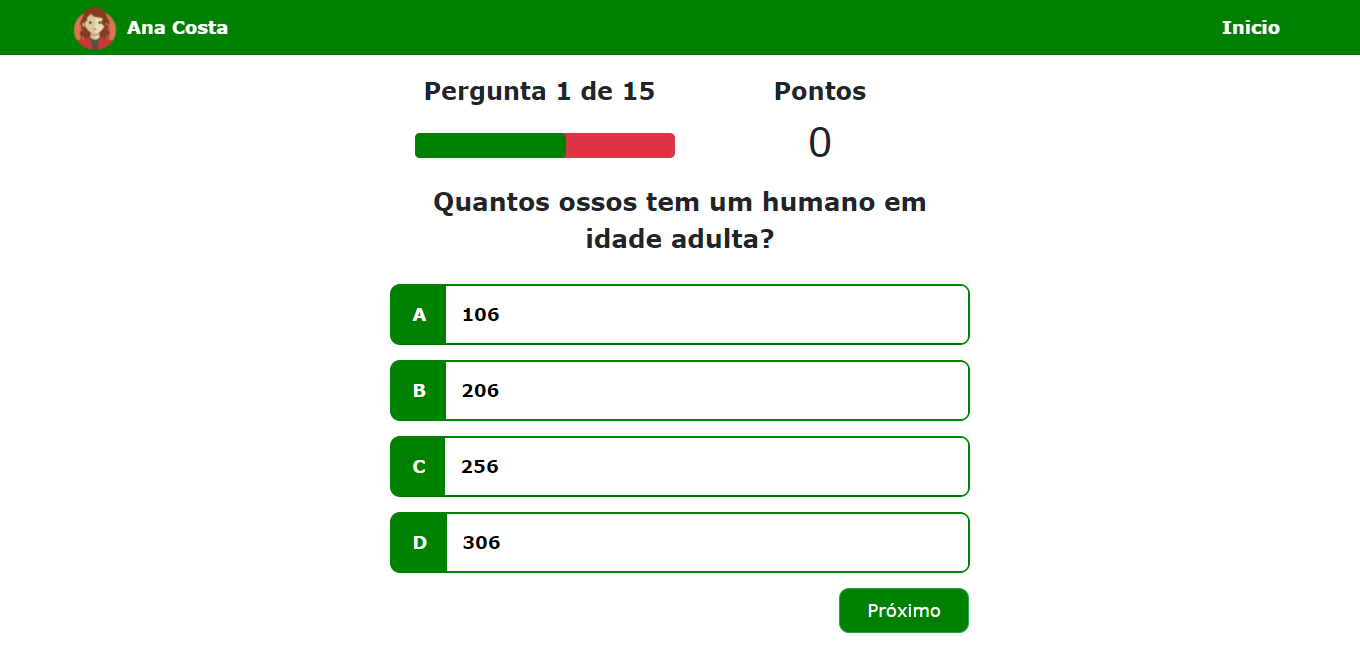 Ana Costa
Inicio
Pergunta 1 de 15
Pontos
0
Quantos ossos tem um humano em
idade adulta?
A 106
B 206
C 256
D 306
Próximo